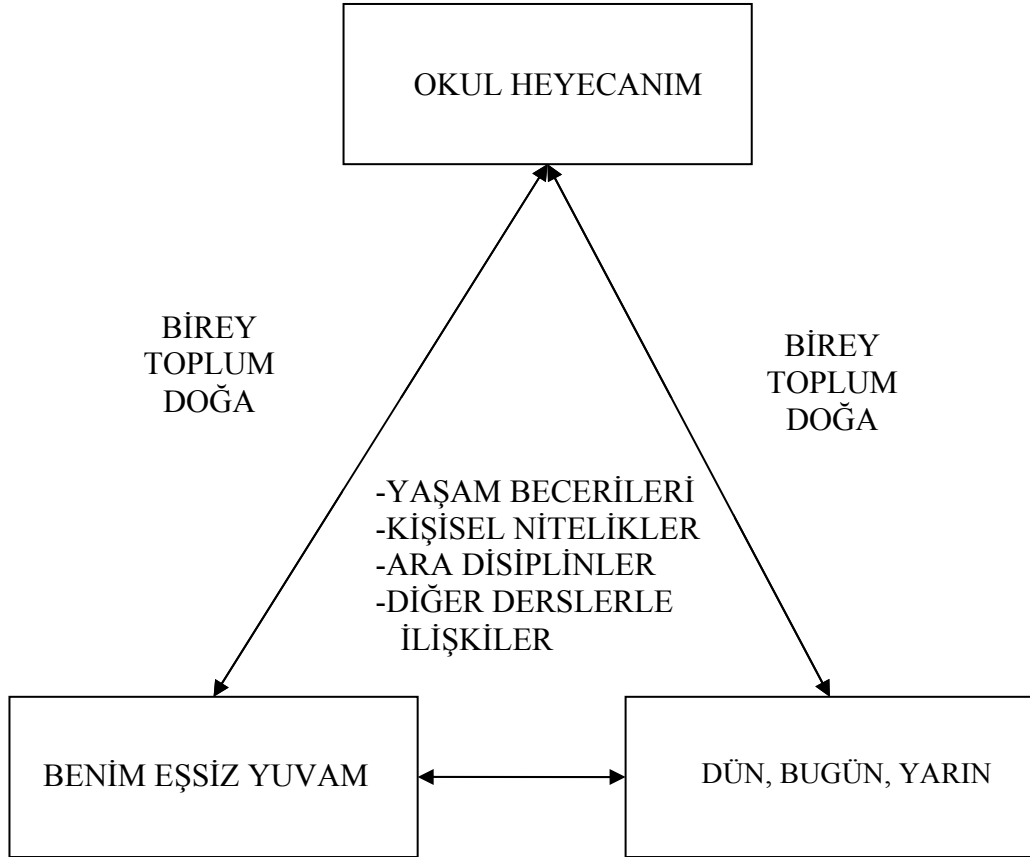 OKUL HEYECANIM
BİREY
TOPLUM
DOĞA
BİREY
TOPLUM
DOĞA
-YAŞAM BECERİLERİ
-KİŞİSEL NİTELİKLER
-ARA DİSİPLİNLER
-DİĞER DERSLERLE
İLİŞKİLER
BENİM EŞSİZ YUVAM
DÜN, BUGÜN, YARIN